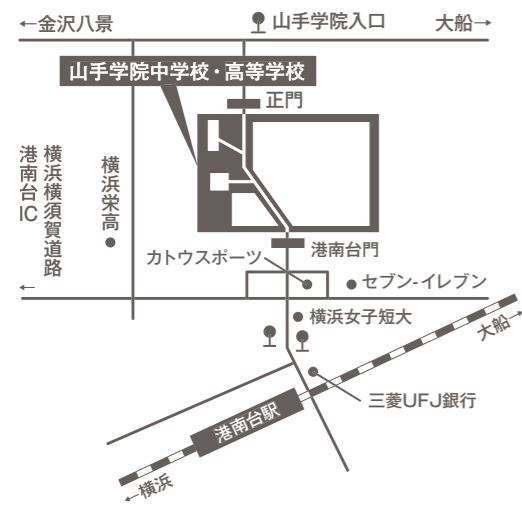 ←金沢八景
山手学院入口
大船→
山手学院中学校・高等学校
正門
横浜横須賀道路
港南台IC
←
横浜栄高
港南台門
カトウスポーツ
セブン-イレブン
横浜女子短大
大船→
三菱UFJ銀行
港南台駅
←横浜